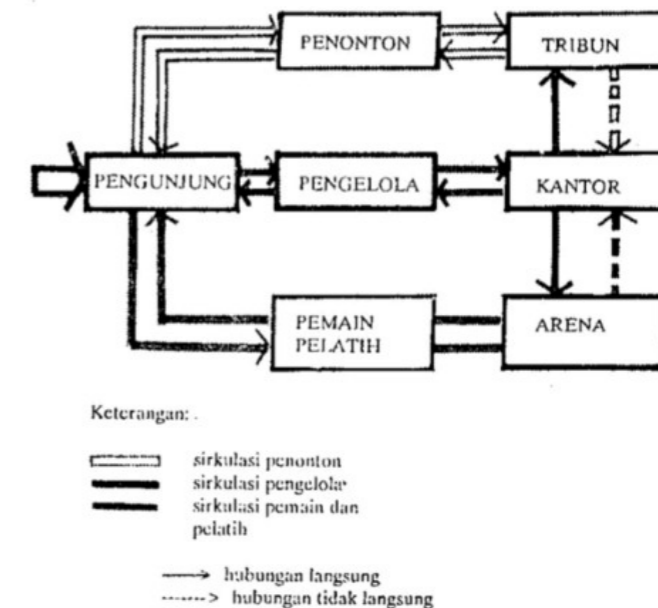 PENONTON
TRIBUN
PENGUNJUNG
PENGELOLA
KANTOR
PEMAIN
PELATIH
ARENA
Keterangan:
sirkulasi penonton
sirkulasi pengelola
sirkulasi pemain dan
pelatih
hubungan langsung
hubungan tidak langsung